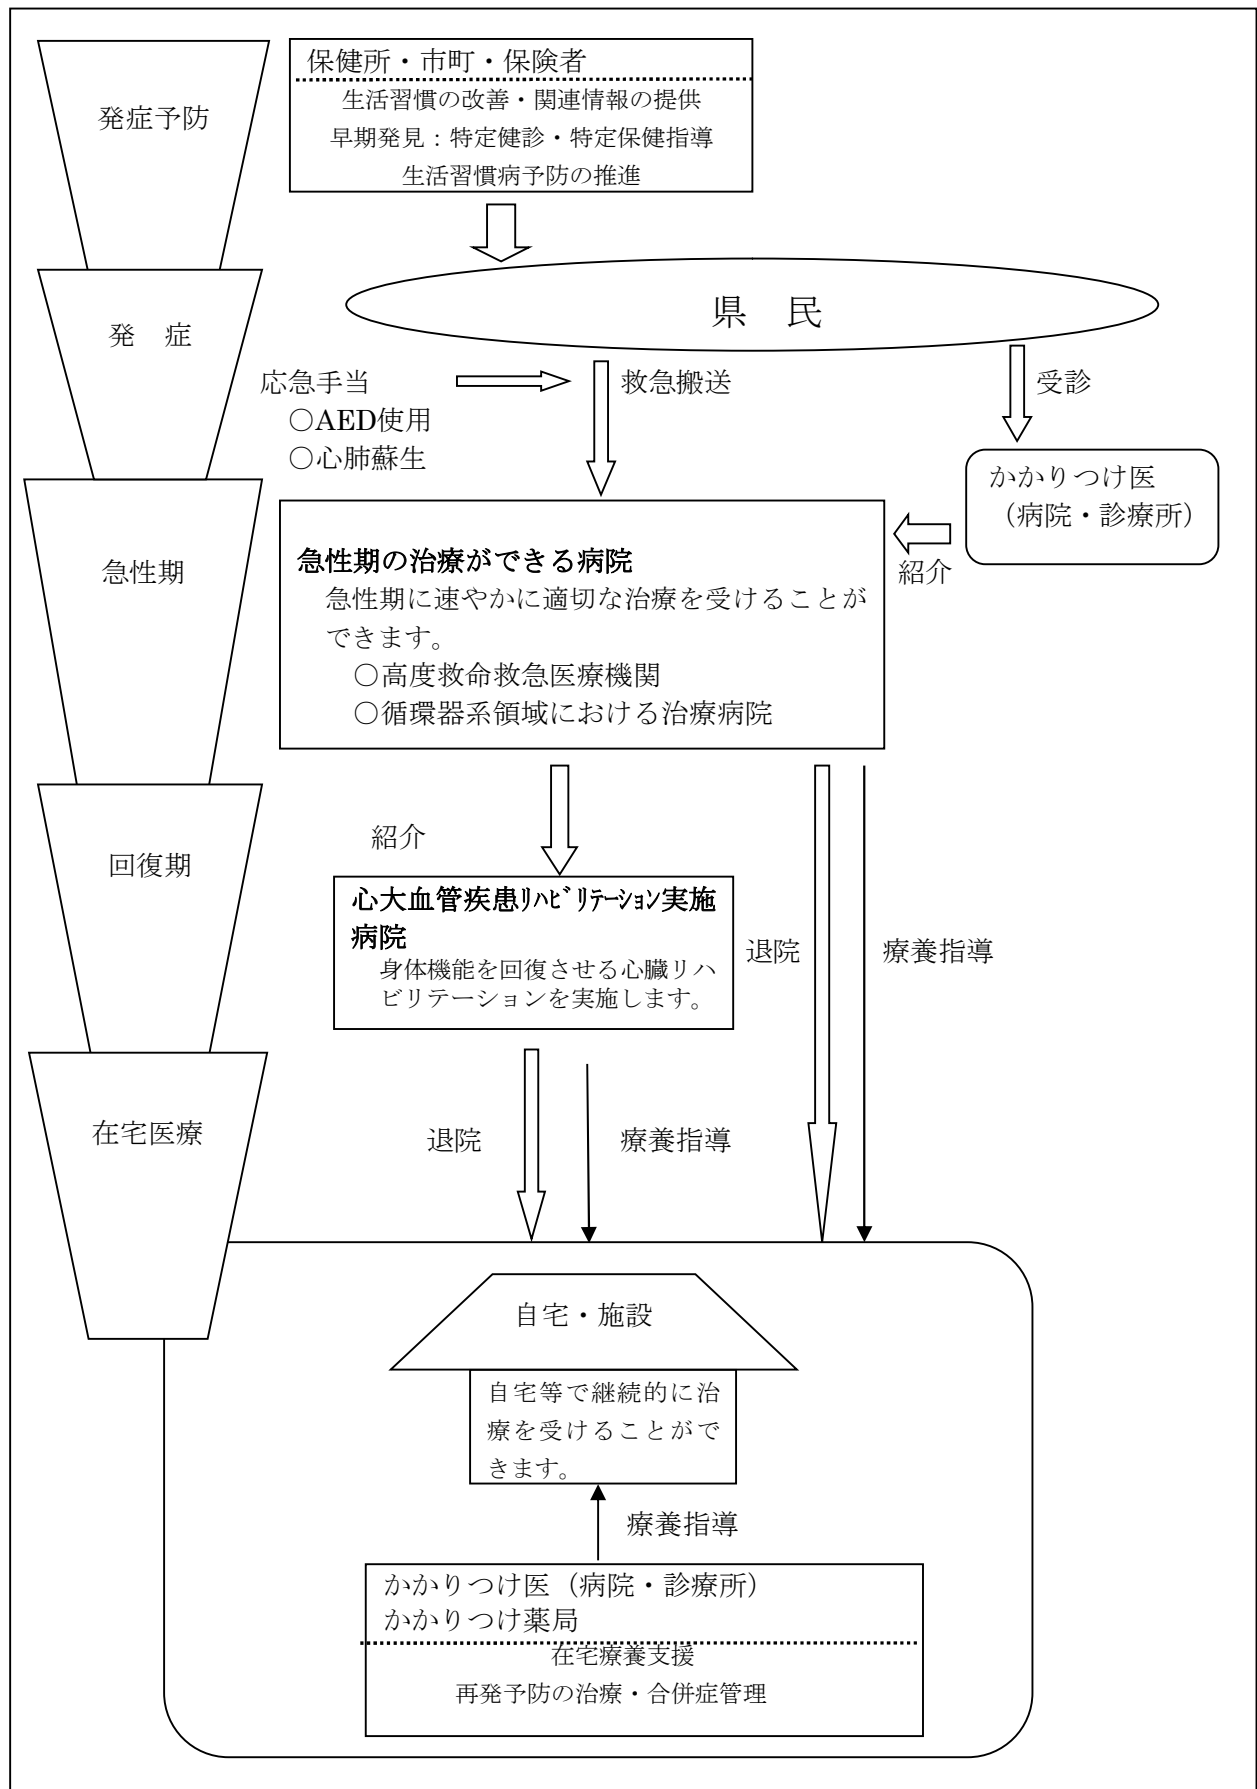 発症予防
保健所・市町・保険者
生活習慣の改善・関連情報の提供
早期発見：特定健診・特定保健指導
生活習慣病予防の推進
県　民
発　症
応急手当
○AED使用
○心肺蘇生
救急搬送
受診
かかりつけ医
（病院・診療所）
紹介
急性期
急性期の治療ができる病院
急性期に速やかに適切な治療を受けることが
できます。
○高度救命救急医療機関
○循環器系領域における治療病院
紹介
回復期
心大血管疾患ﾘﾊﾋﾞﾘﾃｰｼｮﾝ実施
病院
身体機能を回復させる心臓リハ
ビリテーションを実施します。
退院
療養指導
在宅医療
退院
療養指導
自宅・施設
自宅等で継続的に治
療を受けることがで
きます。
療養指導
かかりつけ医（病院・診療所）
かかりつけ薬局
在宅療養支援
再発予防の治療・合併症管理